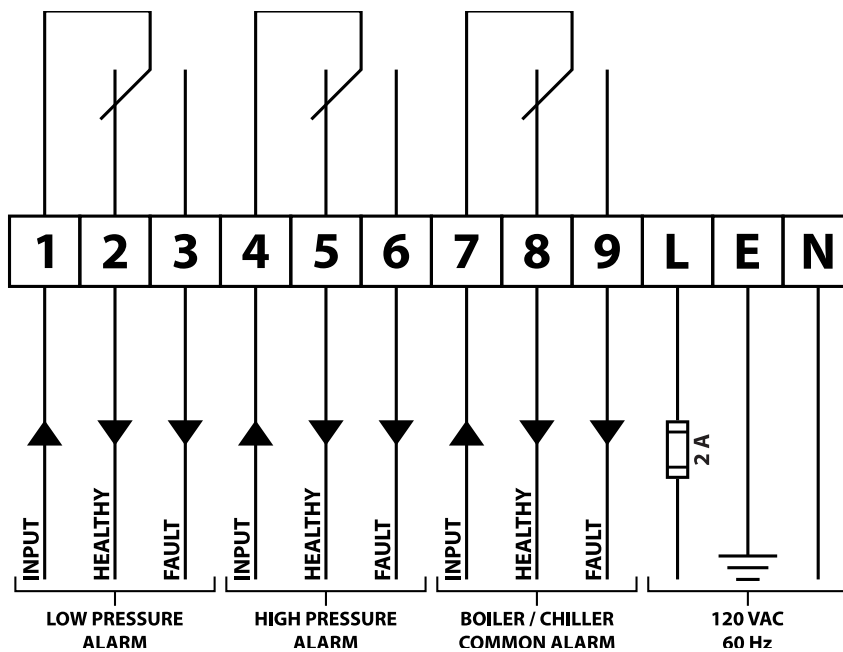 1 2 3 4 5 6 7 8 9 L E N
INPUT
HEALTHY
FAULT
INPUT
HEALTHY
FAULT
INPUT
HEALTHY
FAULT
2 A
LOW PRESSURE
ALARM
HIGH PRESSURE
ALARM
BOILER / CHILLER
COMMON ALARM
120 VAC
60 Hz